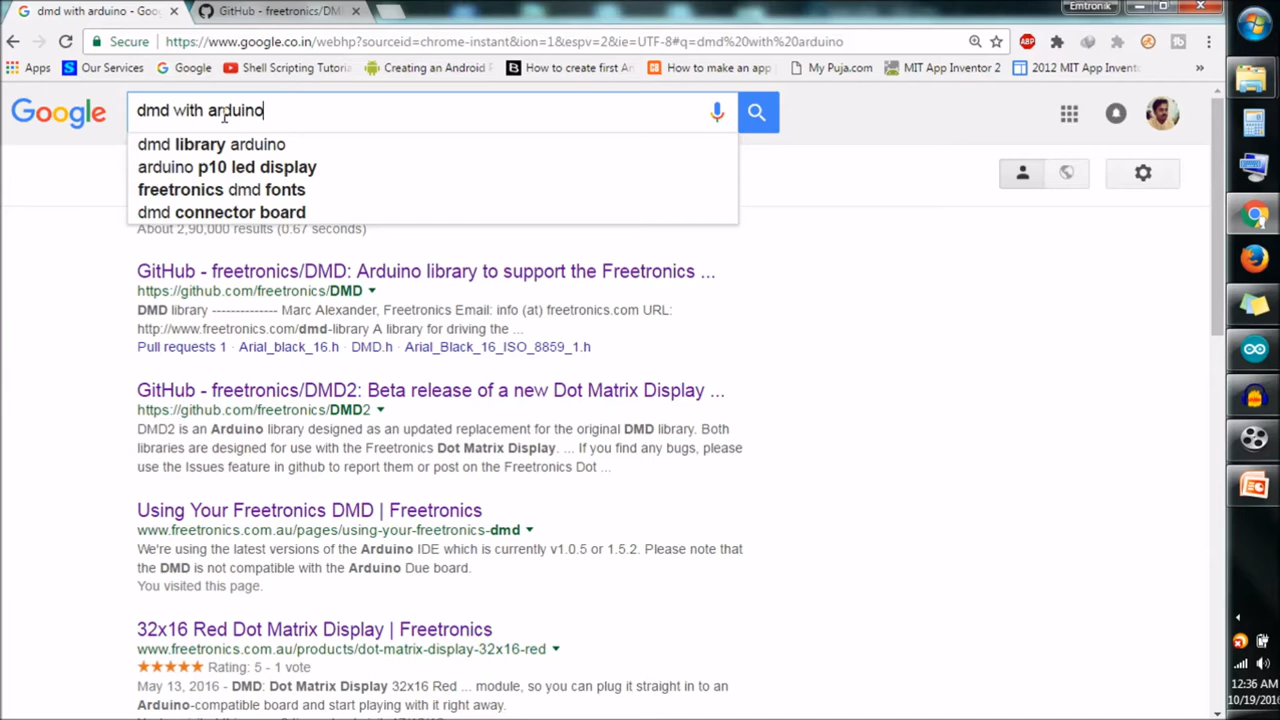 dmd with arduino - Goo
GitHub - freetronics/DM
Emtronik
Secure
https://www.google.co.in/webhp?sourceid=chrome-instant&ion=1&espv=2&ie=UTF-8#q=dmd%20with%20arduino
ABP
Apps
Our Services
Google
Shell Scripting Tutoria
Creating an Android
How to create first An
How to make an app
My Puja.com
MIT App Inventor 2
2012 MIT App Invent
»
Google
dmd with arduino
dmd library arduino
arduino p10 led display
freetronics dmd fonts
dmd connector board
About 2,90,000 results (0.67 seconds)
GitHub - freetronics/DMD: Arduino library to support the Freetronics ...
https://github.com/freetronics/DMD
DMD library -------------- Marc Alexander, Freetronics Email: info (at) freetronics.com URL:
http://www.freetronics.com/dmd-library A library for driving the ...
Pull requests 1 · Arial_black_16.h · DMD.h · Arial_Black_16_ISO_8859_1.h
GitHub - freetronics/DMD2: Beta release of a new Dot Matrix Display ...
https://github.com/freetronics/DMD2
DMD2 is an Arduino library designed as an updated replacement for the original DMD library. Both
libraries are designed for use with the Freetronics Dot Matrix Display. ... If you find any bugs, please
use the Issues feature in github to report them or post on the Freetronics Dot ...
Using Your Freetronics DMD | Freetronics
www.freetronics.com.au/pages/using-your-freetronics-dmd
We're using the latest versions of the Arduino IDE which is currently v1.0.5 or 1.5.2. Please note that
the DMD is not compatible with the Arduino Due board.
You visited this page.
32x16 Red Dot Matrix Display | Freetronics
www.freetronics.com.au/products/dot-matrix-display-32x16-red
Rating: 5 - 1 vote
May 13, 2016 - DMD: Dot Matrix Display 32x16 Red ... module, so you can plug it straight in to an
Arduino-compatible board and start playing with it right away.
12:36 AM